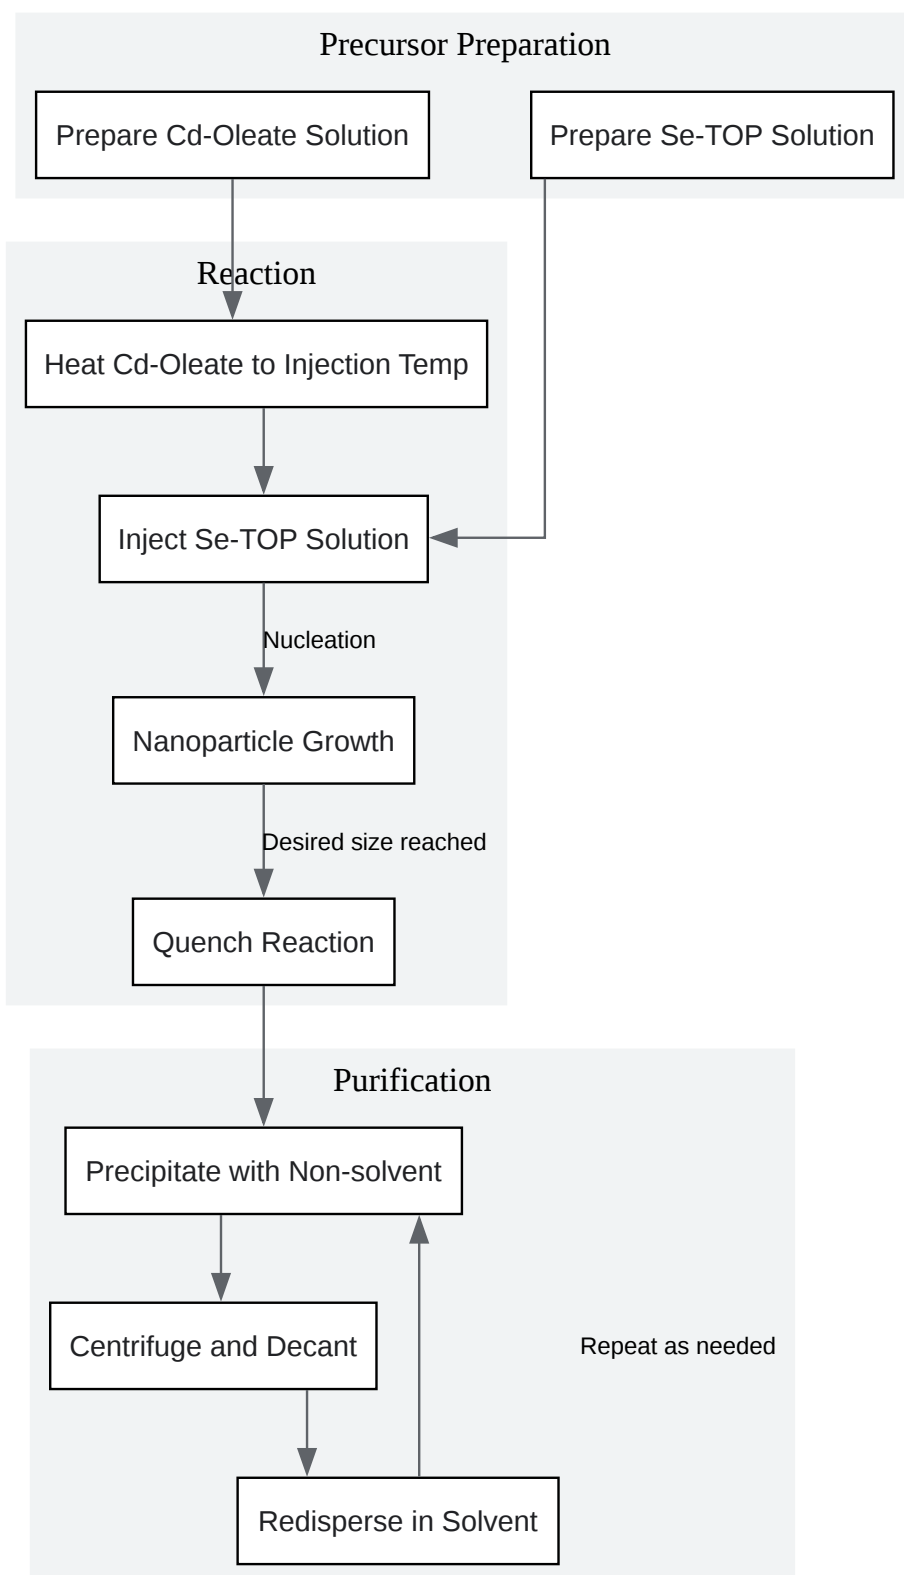 Precursor Preparation
Prepare Cd-Oleate Solution
Prepare Se-TOP Solution
Reaction
Heat Cd-Oleate to Injection Temp
Inject Se-TOP Solution
Nucleation
Nanoparticle Growth
Desired size reached
Quench Reaction
Purification
Precipitate with Non-solvent
Centrifuge and Decant
Repeat as needed
Redisperse in Solvent